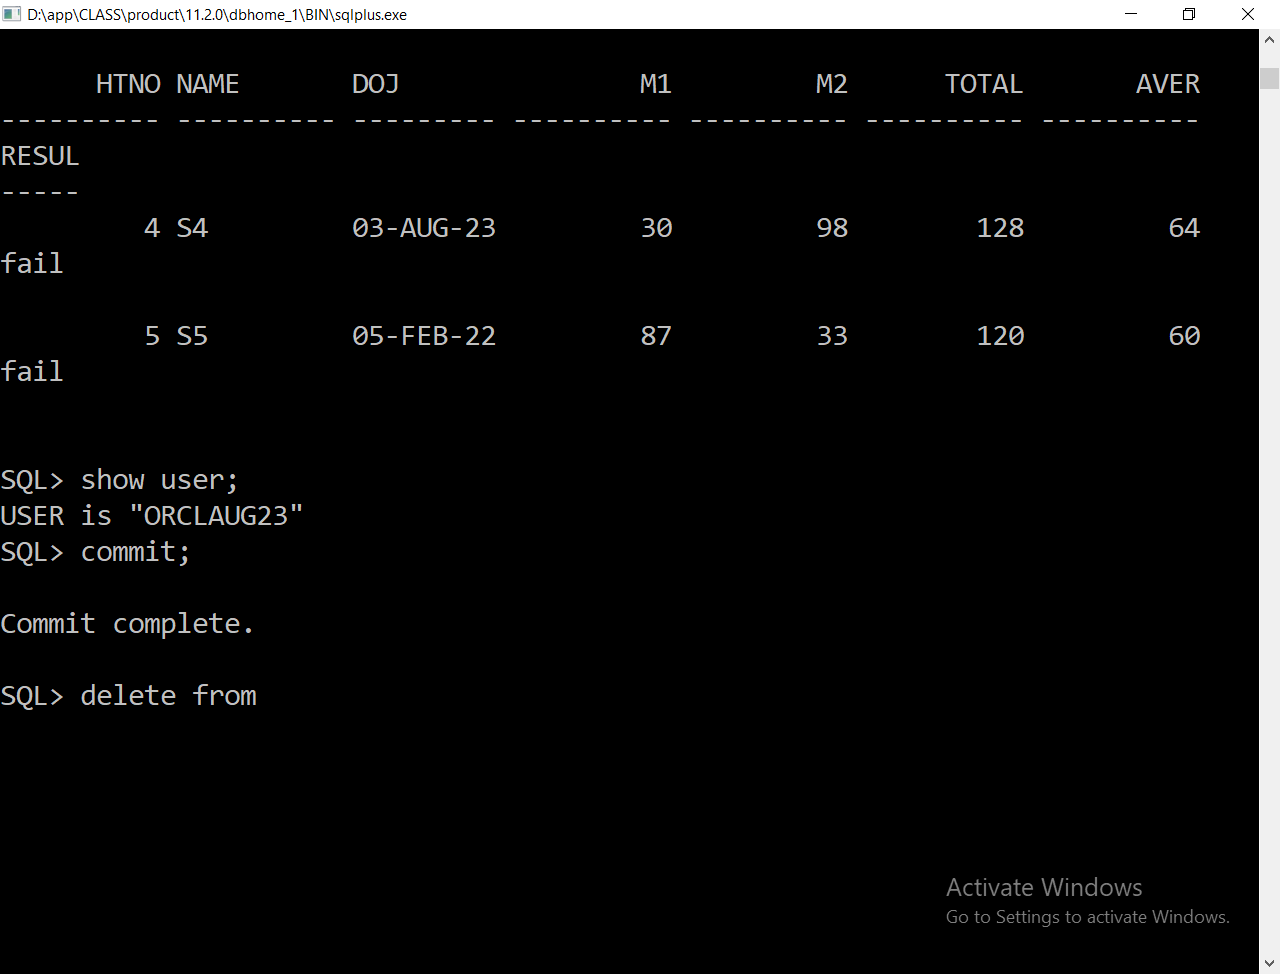 D:\app\CLASS\product\11.2.0\dbhome_1\BIN\sqlplus.exe
HTNO NAME DOJ M1 M2 TOTAL AVER
---------- ---------- --------- ---------- ---------- ---------- ----------
RESUL
-----
4 S4 03-AUG-23 30 98 128 64
fail
5 S5 05-FEB-22 87 33 120 60
fail
SQL> show user;
USER is "ORCLAUG23"
SQL> commit;
Commit complete.
SQL> delete from
Activate Windows
Go to Settings to activate Windows.